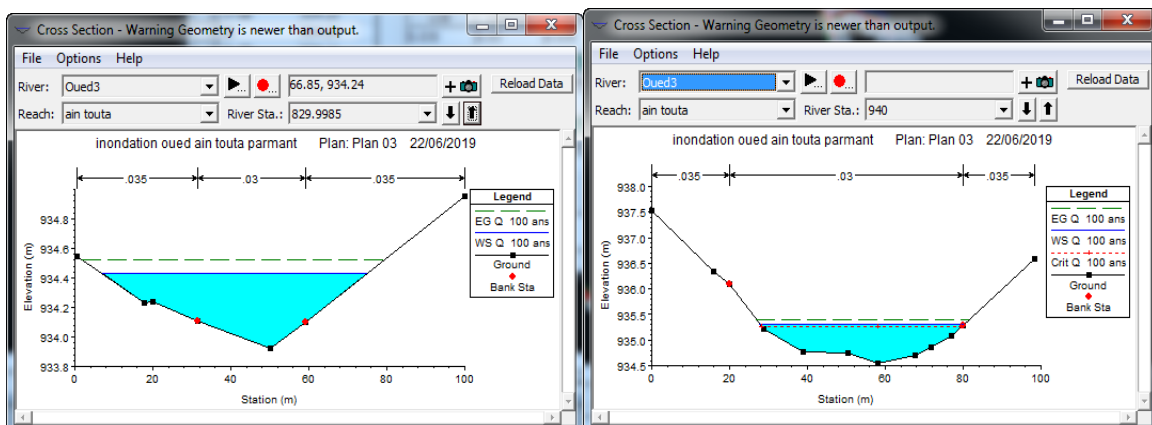 Cross Section - Warning Geometry is newer than output.
File Options Help
River: Oued3 66.85, 934.24 Reload Data
Reach: ain touta River Sta.: 829.9985
inondation oued ain touta parmant Plan: Plan 03 22/06/2019
.035 .03 .035
Legend
EG Q 100 ans
WS Q 100 ans
Ground
Bank Sta
Elevation (m)
934.8
934.6
934.4
934.2
934.0
933.8
0 20 40 60 80 100
Station (m)
Cross Section - Warning Geometry is newer than output.
File Options Help
River: Oued3 Reload Data
Reach: ain touta River Sta.: 940
inondation oued ain touta parmant Plan: Plan 03 22/06/2019
.035 .03 .035
Legend
EG Q 100 ans
WS Q 100 ans
Crit Q 100 ans
Ground
Bank Sta
Elevation (m)
938.0
937.5
937.0
936.5
936.0
935.5
935.0
934.5
0 20 40 60 80 100
Station (m)